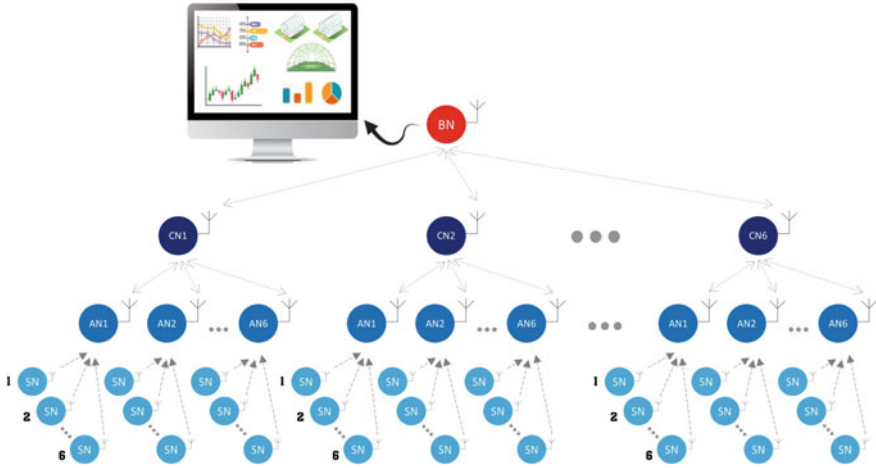 BN
CN1 CN2 CN6
AN1 AN2 AN6 AN1 AN2 AN6 AN1 AN2 AN6
1 SN SN SN 1 SN SN SN 1 SN SN SN
2 SN SN SN 2 SN SN SN 2 SN SN SN
6 SN SN SN 6 SN SN SN 6 SN SN SN